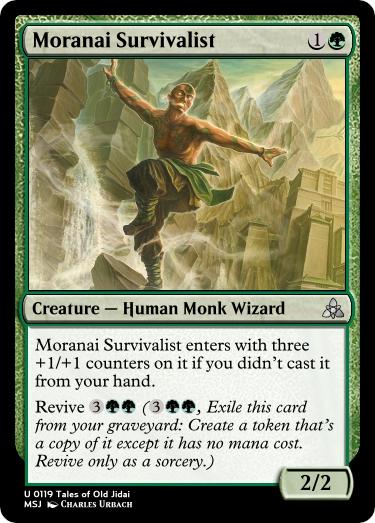 Moranai Survivalist 1
Creature — Human Monk Wizard
Moranai Survivalist enters with three
+1/+1 counters on it if you didn't cast it
from your hand.
Revive 3 (3, Exile this card
from your graveyard: Create a token that's
a copy of it except it has no mana cost.
Revive only as a sorcery.)
2/2
U 0119 Tales of Old Jidai
MSJ Charles Urbach